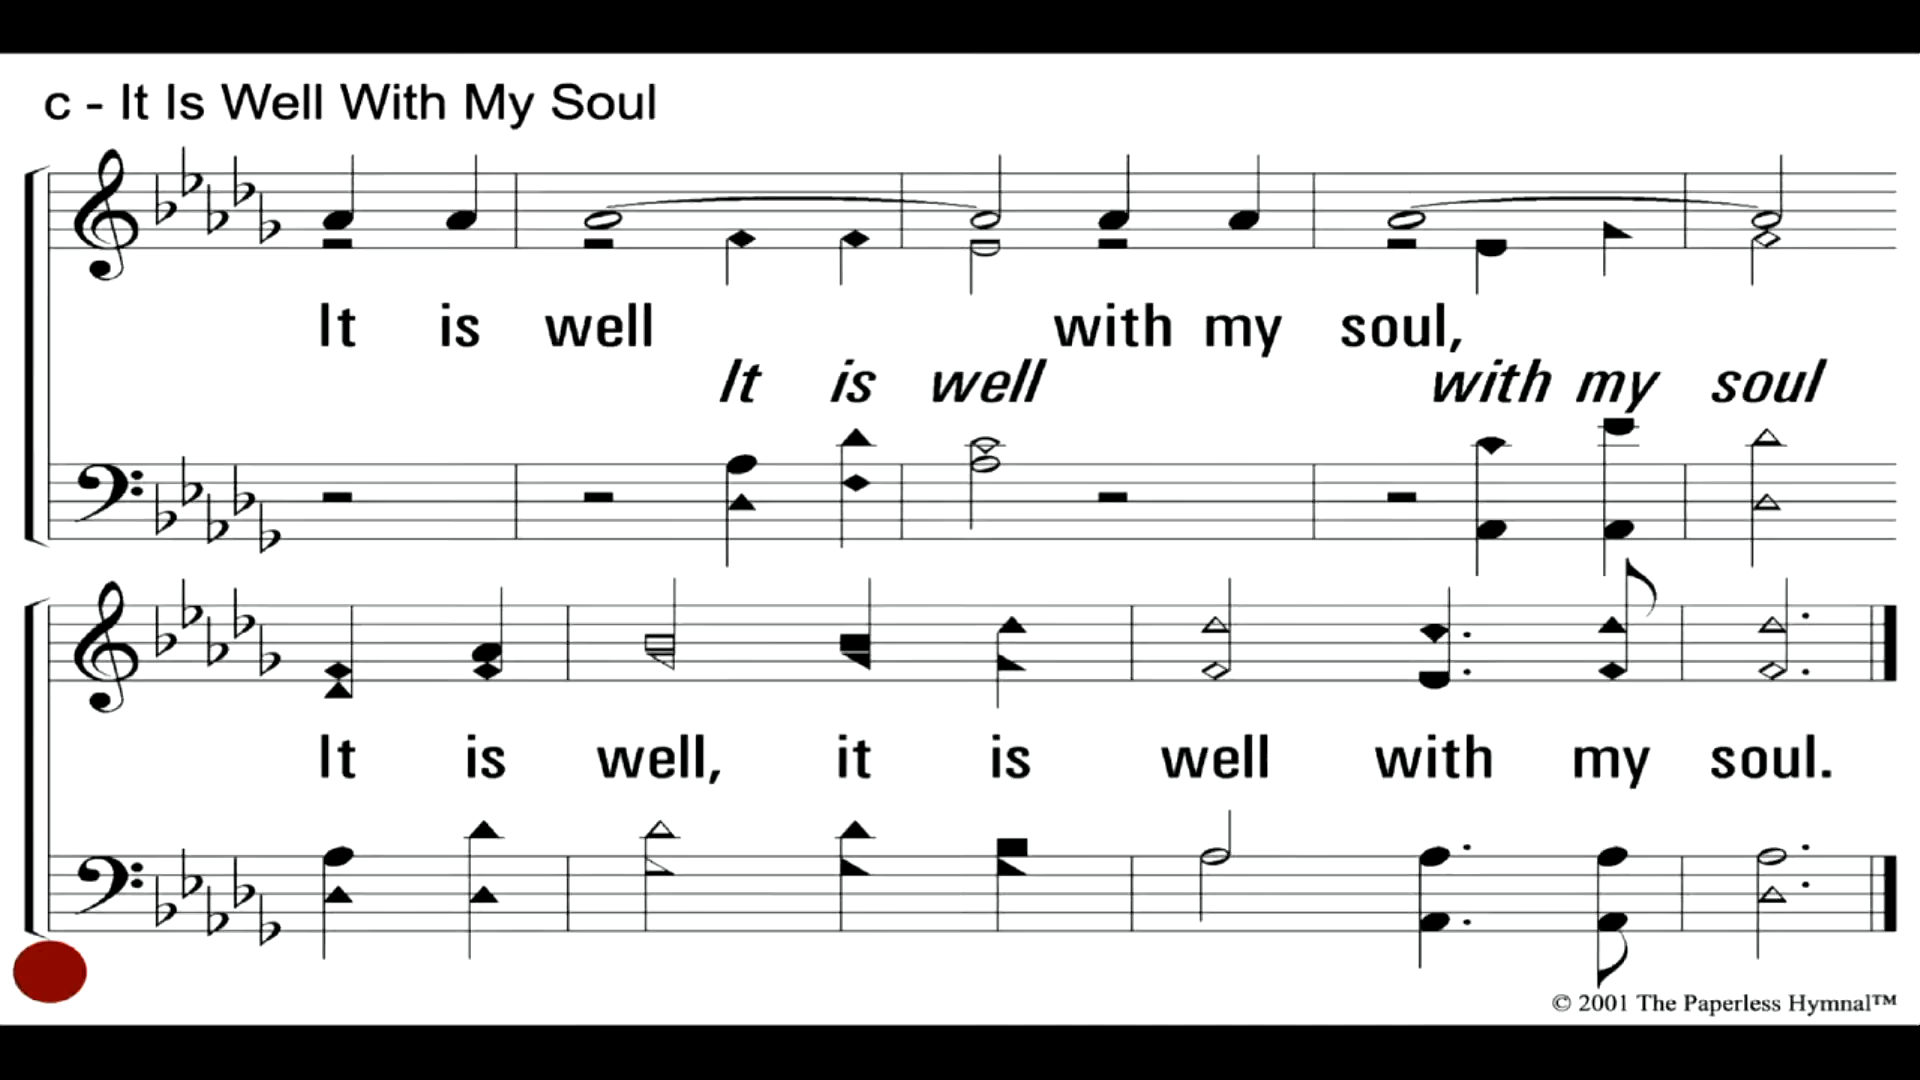 c - It Is Well With My Soul
It is well with my soul,
It is well with my soul
It is well, it is well with my soul.
© 2001 The Paperless Hymnal™